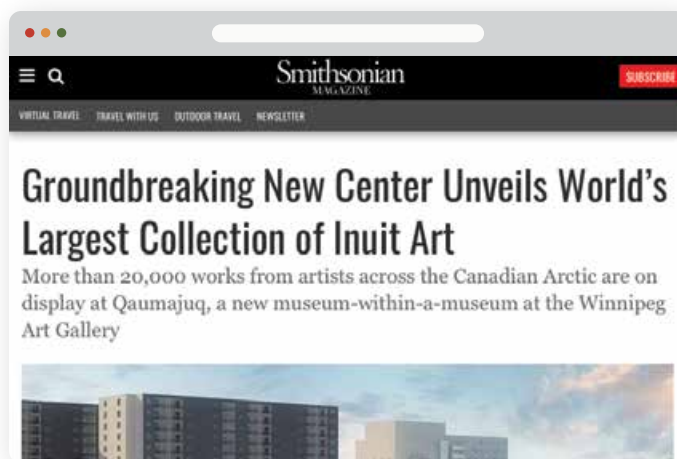 Smithsonian
MAGAZINE
SUBSCRIBE
VIRTUAL TRAVEL TRAVEL WITH US OUTDOOR TRAVEL NEWSLETTER
Groundbreaking New Center Unveils World's
Largest Collection of Inuit Art
More than 20,000 works from artists across the Canadian Arctic are on
display at Qaumajuq, a new museum-within-a-museum at the Winnipeg
Art Gallery